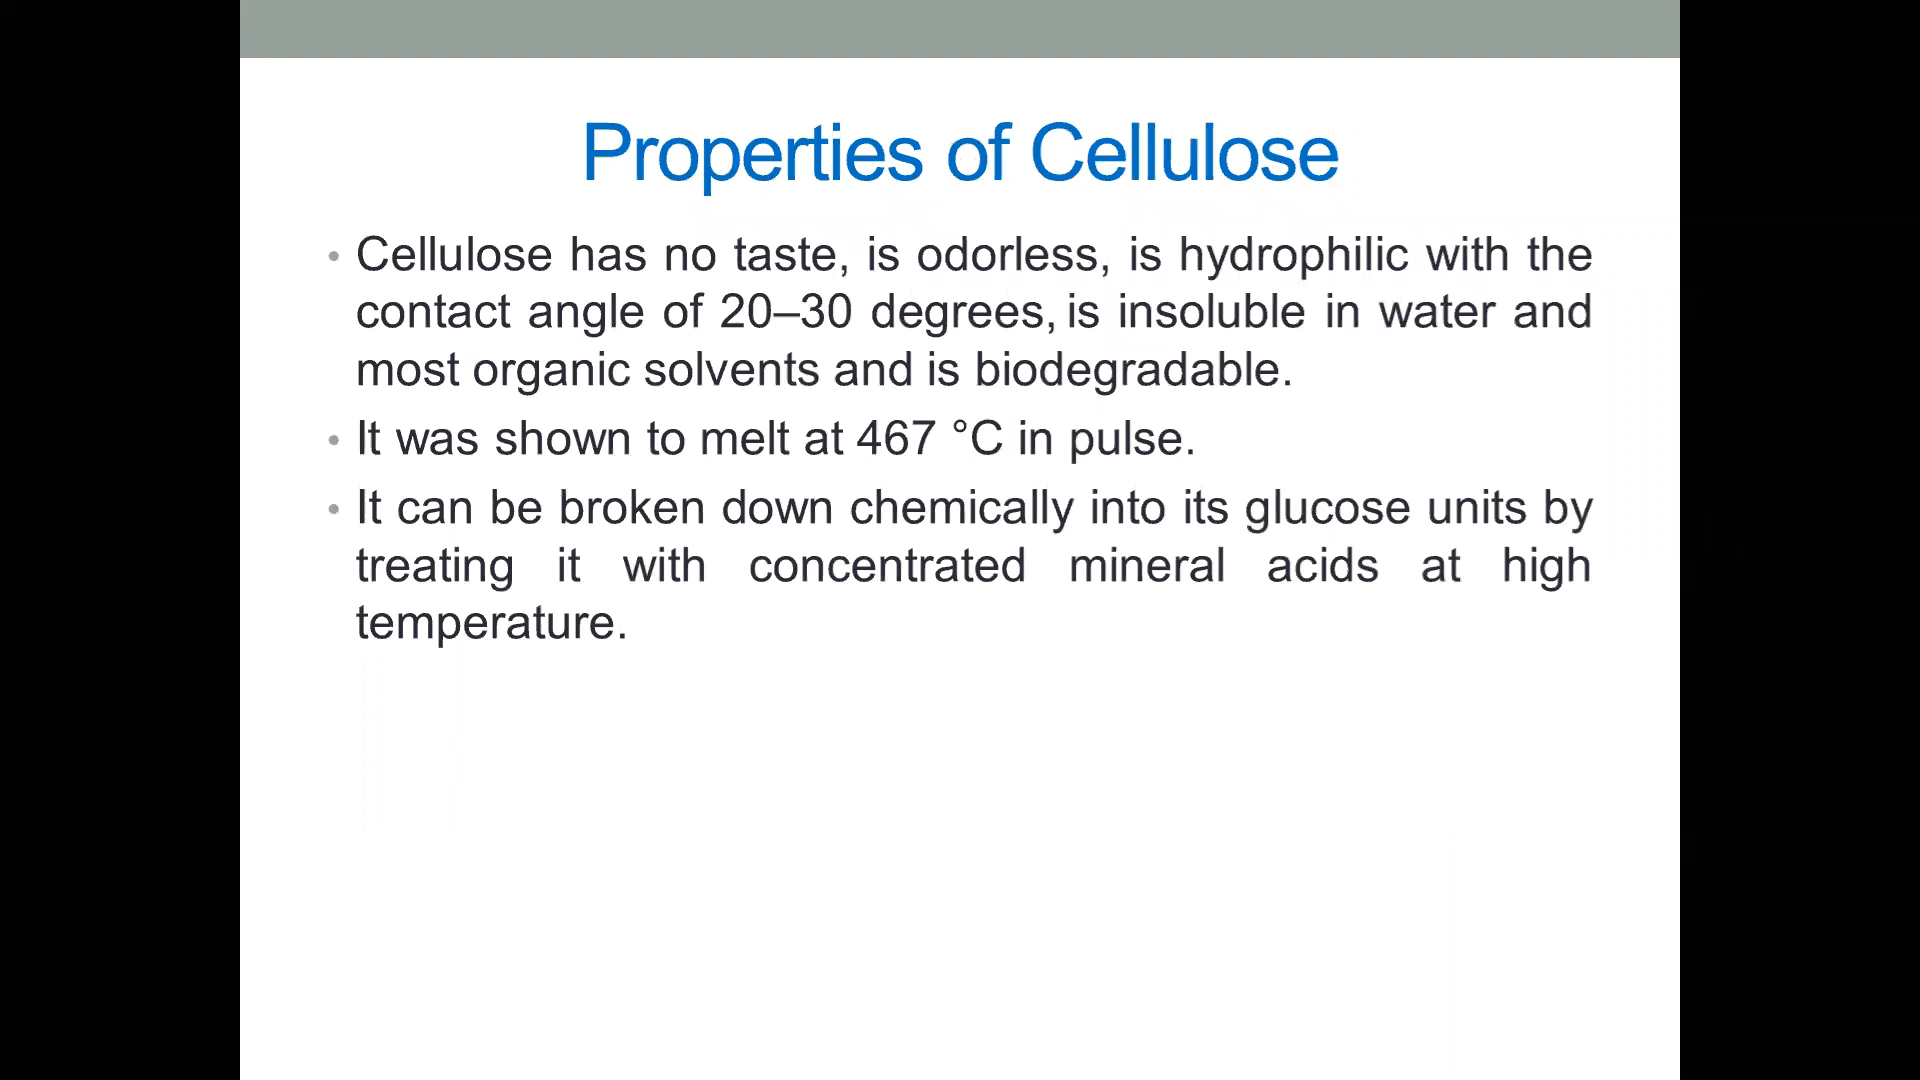 Properties of Cellulose
• Cellulose has no taste, is odorless, is hydrophilic with the
contact angle of 20–30 degrees, is insoluble in water and
most organic solvents and is biodegradable.
• It was shown to melt at 467 °C in pulse.
• It can be broken down chemically into its glucose units by
treating it with concentrated mineral acids at high
temperature.